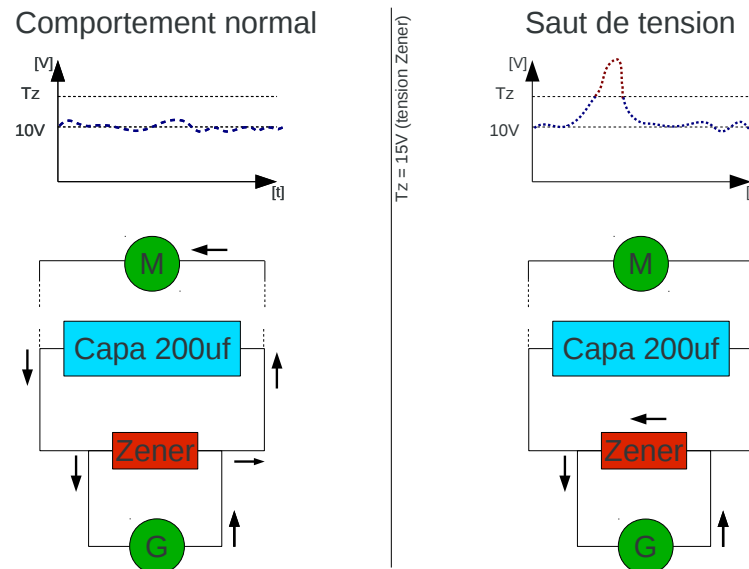 Comportement normal
[V]
Tz
10V
[t]
M
Capa 200uf
Zener
G
Tz = 15V (tension Zener)
Saut de tension
[V]
Tz
10V
M
Capa 200uf
Zener
G